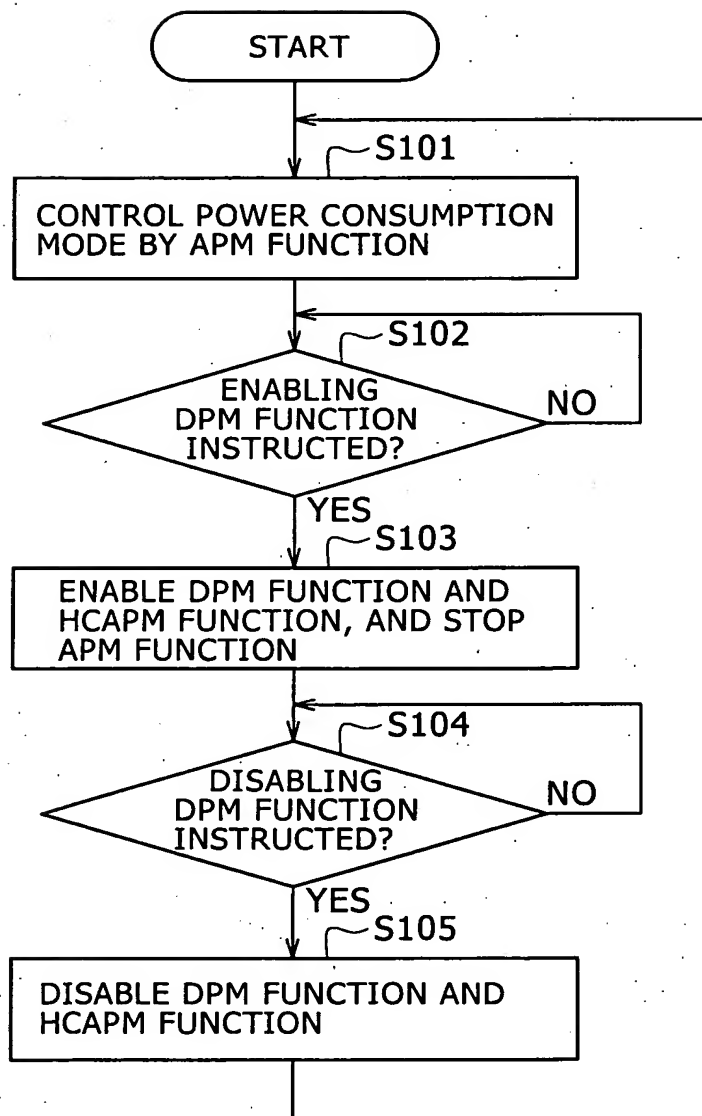 START
S101
CONTROL POWER CONSUMPTION
MODE BY APM FUNCTION
S102
ENABLING
DPM FUNCTION
INSTRUCTED?
NO
YES
S103
ENABLE DPM FUNCTION AND
HCAPM FUNCTION, AND STOP
APM FUNCTION
S104
DISABLING
DPM FUNCTION
INSTRUCTED?
NO
YES
S105
DISABLE DPM FUNCTION AND
HCAPM FUNCTION